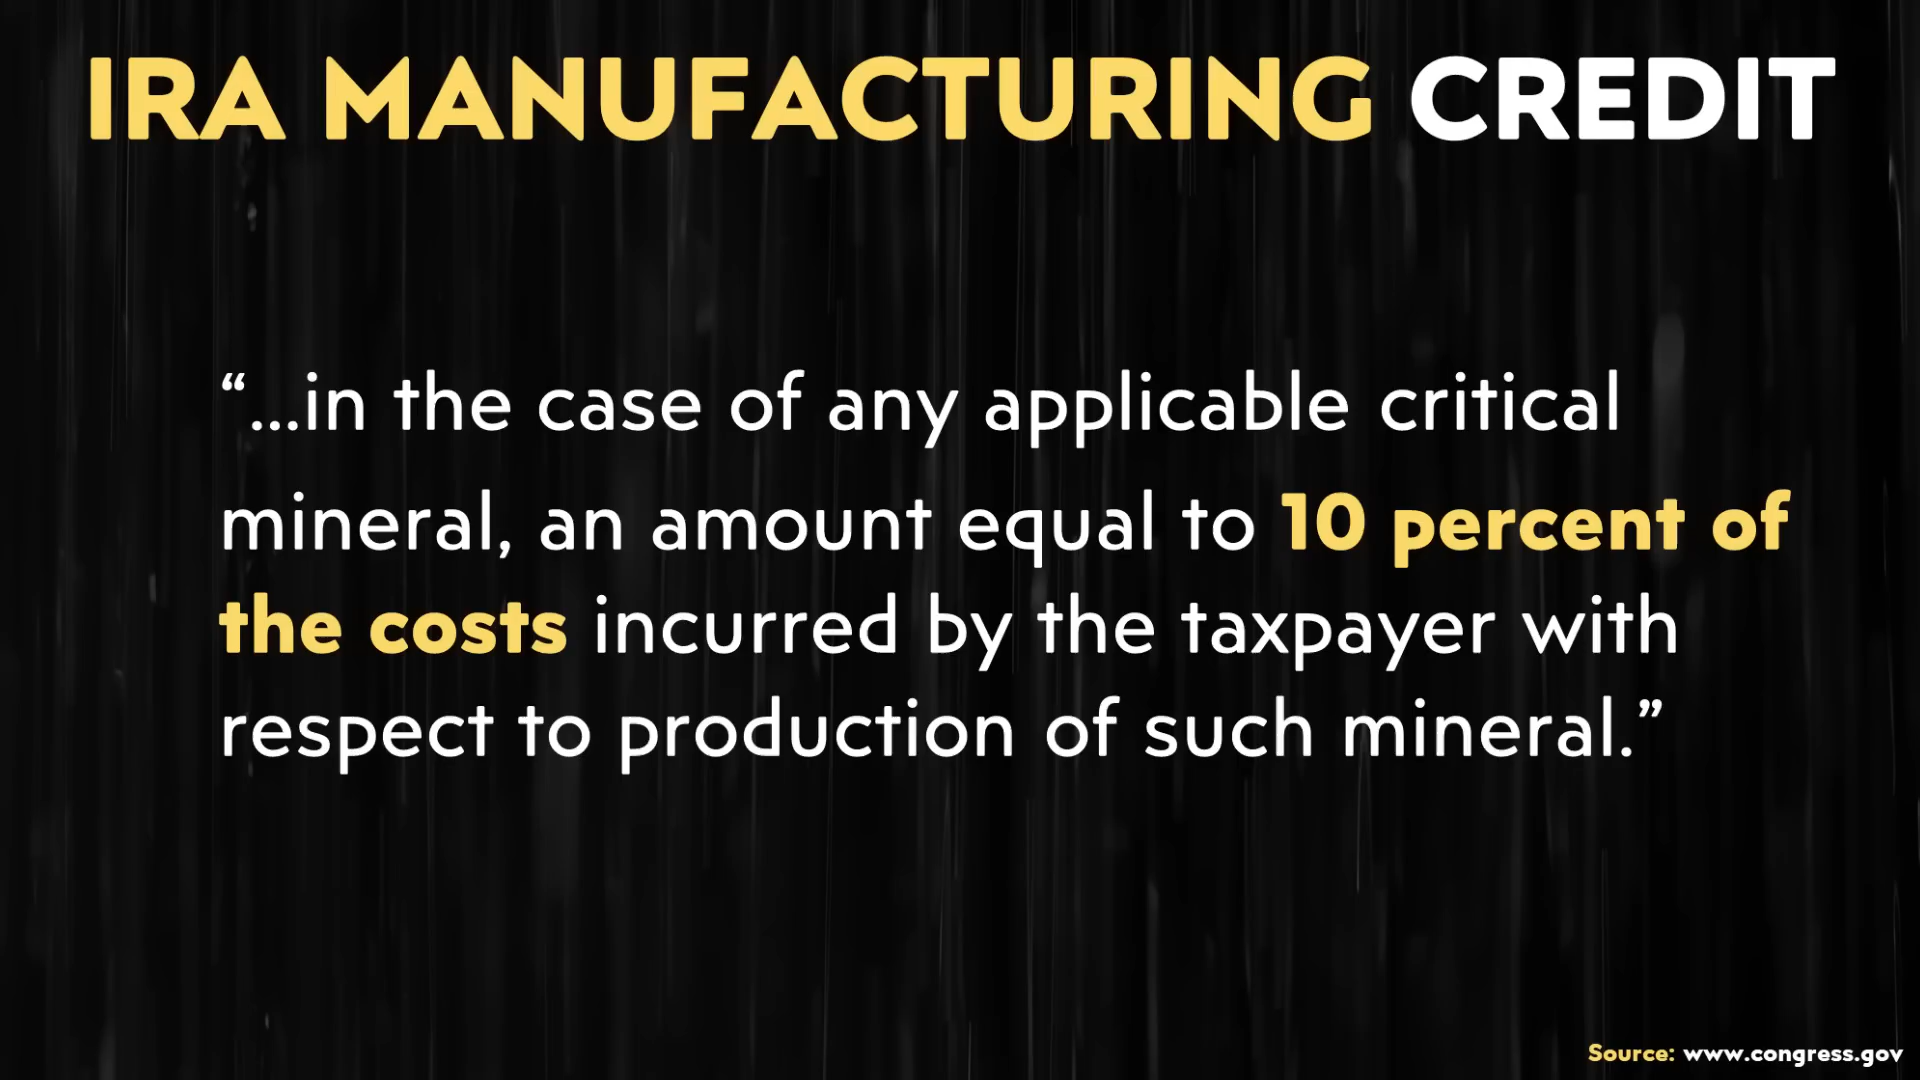 IRA MANUFACTURING CREDIT
“...in the case of any applicable critical
mineral, an amount equal to 10 percent of
the costs incurred by the taxpayer with
respect to production of such mineral.”
Source: www.congress.gov